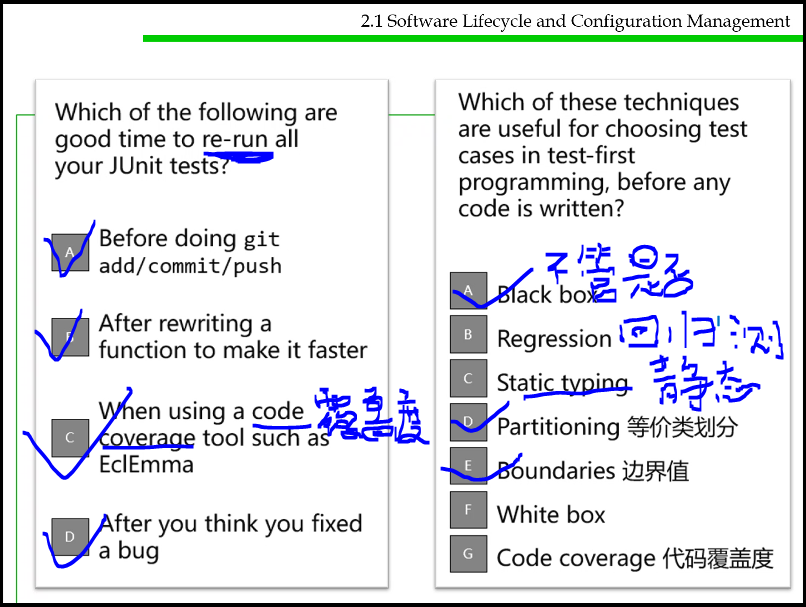 2.1 Software Lifecycle and Configuration Management
Which of the following are
good time to re-run all
your JUnit tests?
A
Before doing git
add/commit/push
B
After rewriting a
function to make it faster
C
When using a code
coverage tool such as
EclEmma
覆盖度
D
After you think you fixed
a bug
Which of these techniques
are useful for choosing test
cases in test-first
programming, before any
code is written?
不管是否
A
Black box
B
Regression 回归测
C
Static typing 静态
D
Partitioning 等价类划分
E
Boundaries 边界值
F
White box
G
Code coverage 代码覆盖度